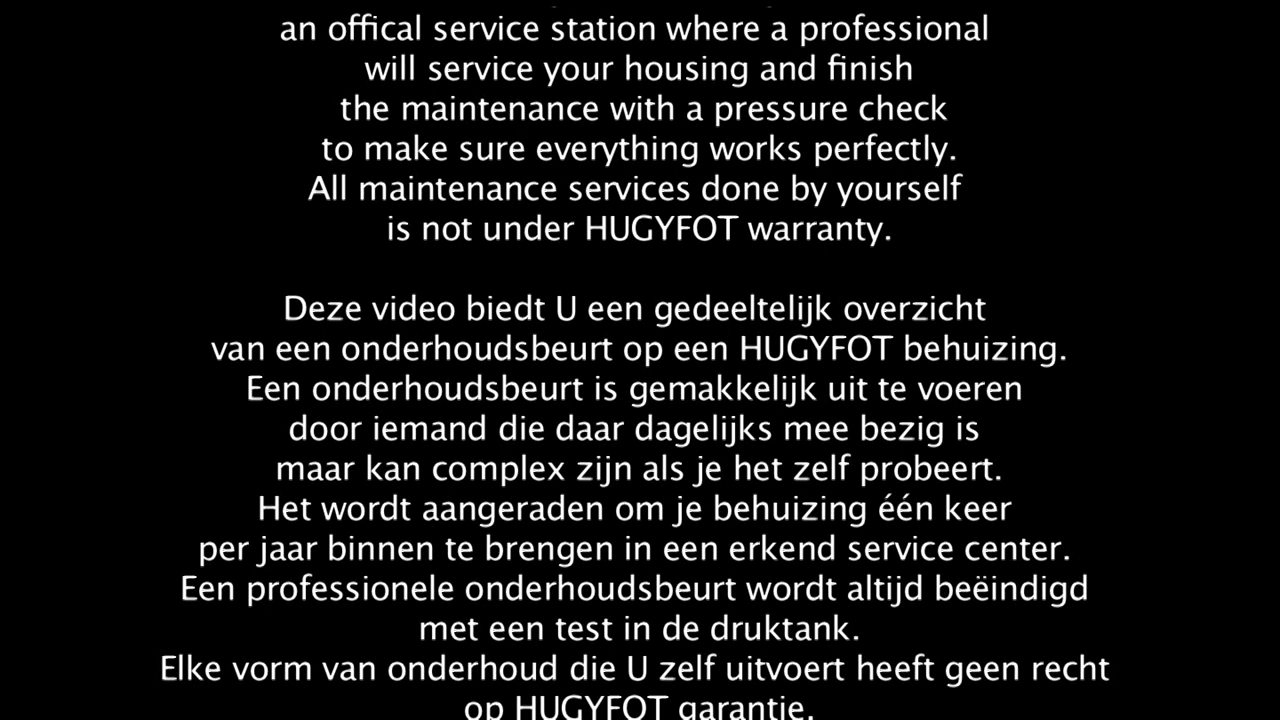 an offical service station where a professional
will service your housing and finish
the maintenance with a pressure check
to make sure everything works perfectly.
All maintenance services done by yourself
is not under HUGYFOT warranty.
Deze video biedt U een gedeeltelijk overzicht
van een onderhoudsbeurt op een HUGYFOT behuizing.
Een onderhoudsbeurt is gemakkelijk uit te voeren
door iemand die daar dagelijks mee bezig is
maar kan complex zijn als je het zelf probeert.
Het wordt aangeraden om je behuizing één keer
per jaar binnen te brengen in een erkend service center.
Een professionele onderhoudsbeurt wordt altijd beëindigd
met een test in de druktank.
Elke vorm van onderhoud die U zelf uitvoert heeft geen recht
op HUGYFOT garantie.